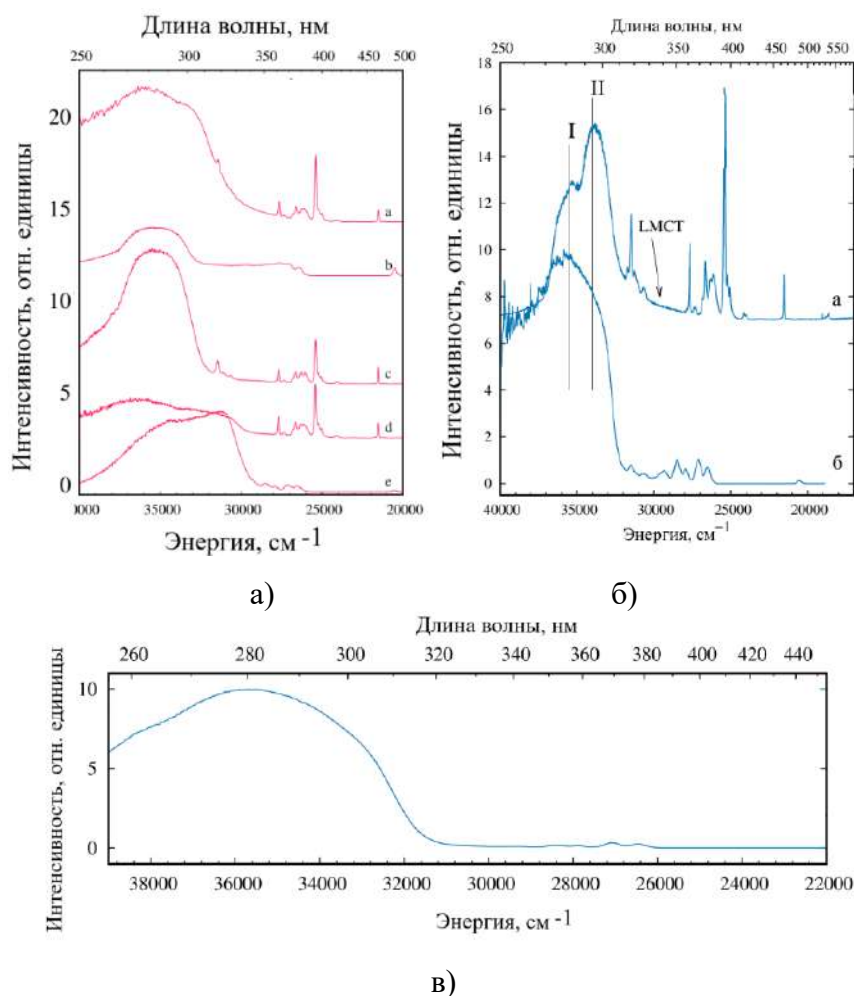 Длина волны, нм
250 300 350 400 450 500
Интенсивность, отн. единицы
20
15
10
5
0
a
b
c
d
e
0000 35000 30000 25000 20000
Энергия, см -1
а)
Длина волны, нм
250 300 350 400 450 500 550
Интенсивность, отн. единицы
18
16
14
12
10
8
6
4
2
0
I
II
LMCT
а
б
40000 35000 30000 25000 20000
Энергия, см⁻¹
б)
Длина волны, нм
260 280 300 320 340 360 380 400 420 440
Интенсивность, отн. единицы
10
5
0
38000 36000 34000 32000 30000 28000 26000 24000 22000
Энергия, см -1
в)